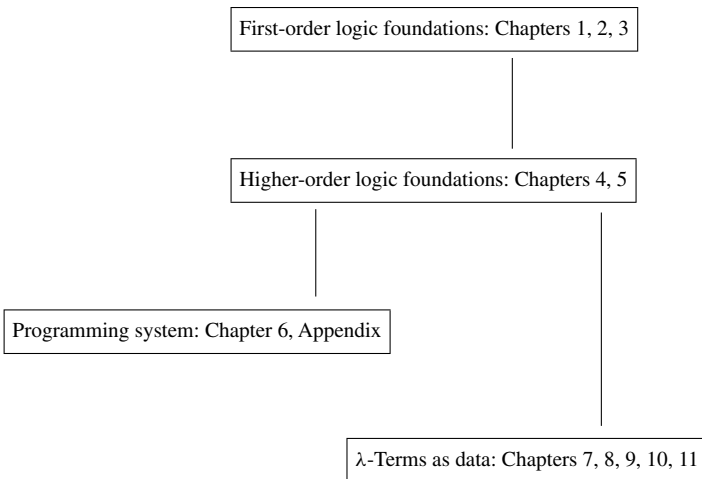 First-order logic foundations: Chapters 1, 2, 3
Higher-order logic foundations: Chapters 4, 5
Programming system: Chapter 6, Appendix
λ-Terms as data: Chapters 7, 8, 9, 10, 11